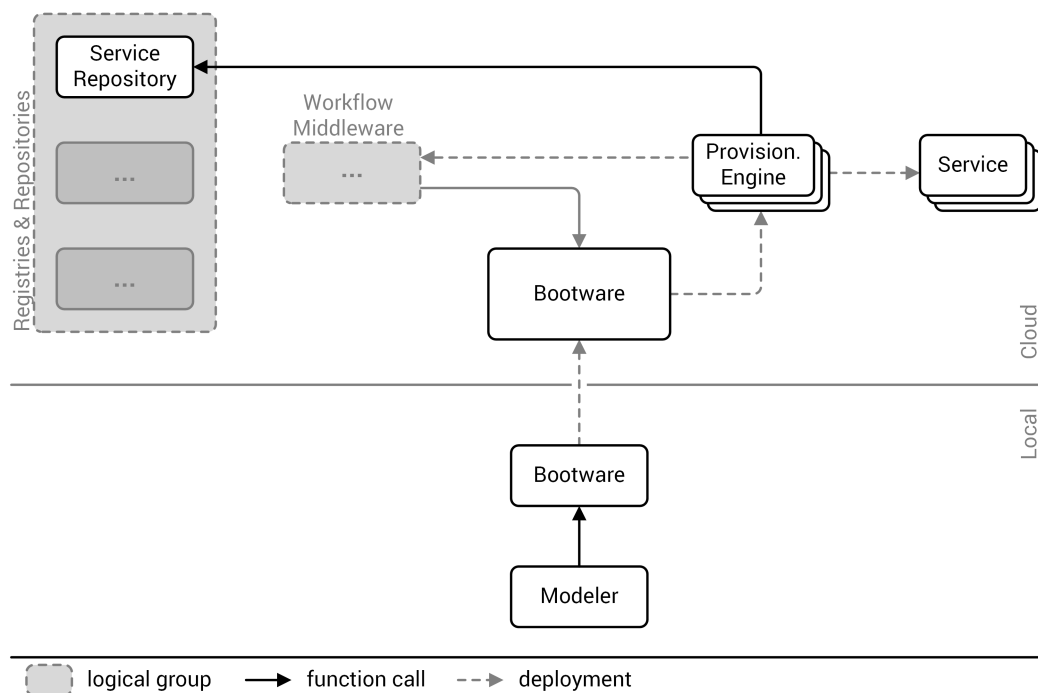 Service
Repository
Registries & Repositories
...
...
Workflow
Middleware
...
Provision.
Engine
Service
Bootware
Cloud
Local
Bootware
Modeler
logical group
function call
deployment